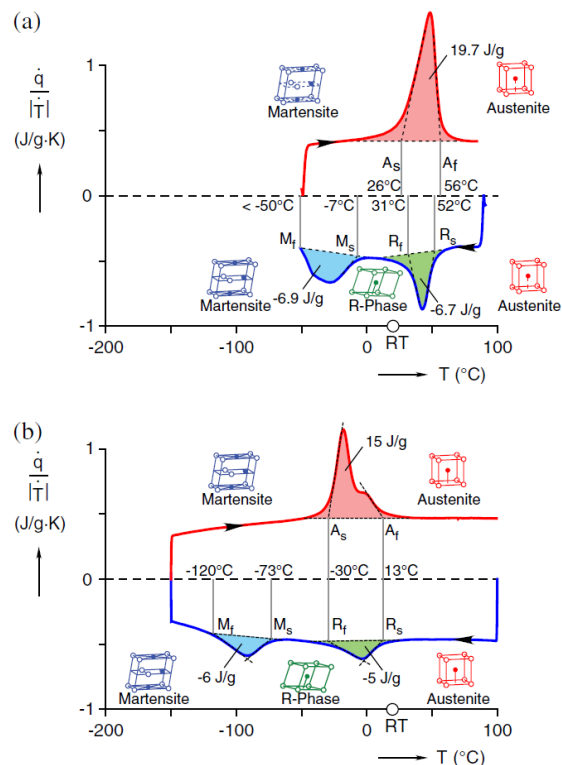 (a)
q̇
|Ṫ|
(J/g·K)
1
0
-1
Martensite
19.7 J/g
Austenite
As Af
26°C 56°C
< -50°C -7°C 31°C 52°C
Mf Ms Rf Rs
Martensite -6.9 J/g R-Phase -6.7 J/g Austenite
RT
-200 -100 0 100
T (°C)
(b)
q̇
|Ṫ|
(J/g·K)
1
0
-1
Martensite
15 J/g
Austenite
As Af
-120°C -73°C -30°C 13°C
Mf Ms Rf Rs
-6 J/g -5 J/g
Martensite R-Phase Austenite
RT
-200 -100 0 100
T (°C)